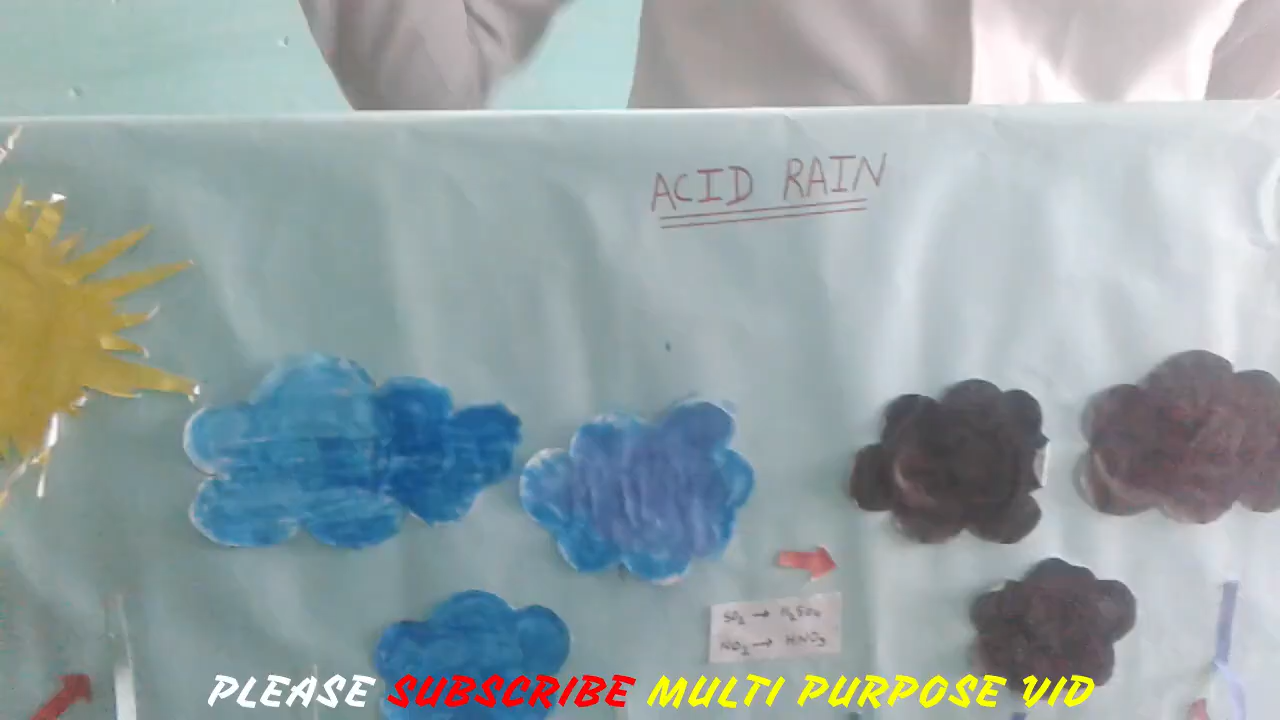 ACID RAIN
SO₂ → H₂SO₄
NO₂ → HNO₃
PLEASE SUBSCRIBE MULTI PURPOSE VID